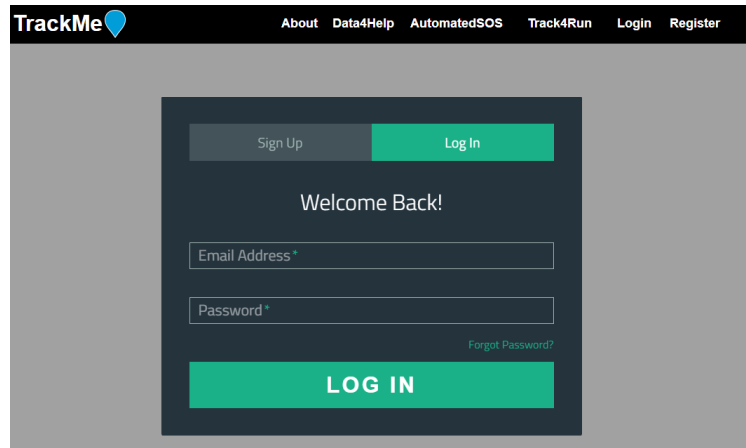 TrackMe About Data4Help AutomatedSOS Track4Run Login Register
Sign Up Log In
Welcome Back!
Email Address*
Password*
Forgot Password?
LOG IN